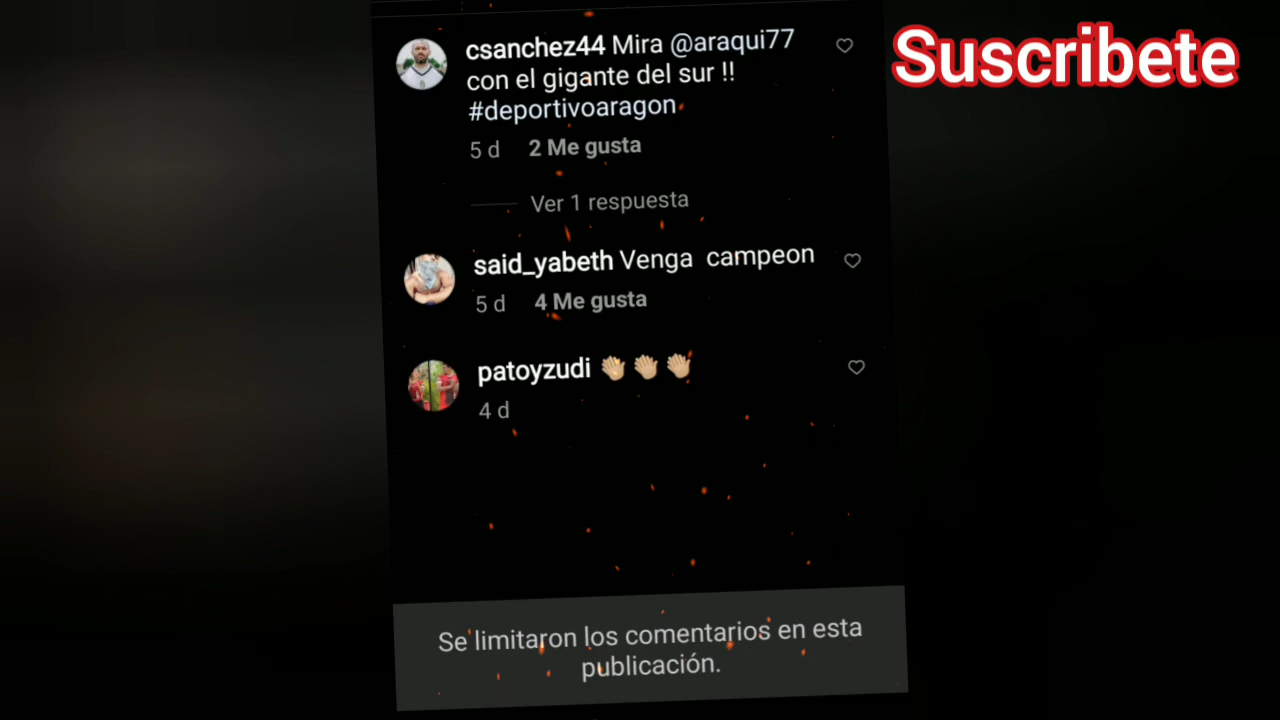 Suscribete
csanchez44 Mira @araqui77
con el gigante del sur !!
#deportivoaragon
5 d 2 Me gusta
Ver 1 respuesta
said_yabeth Venga campeon
5 d 4 Me gusta
patoyzudi 👏🏼👏🏼👏🏼
4 d
Se limitaron los comentarios en esta
publicación.